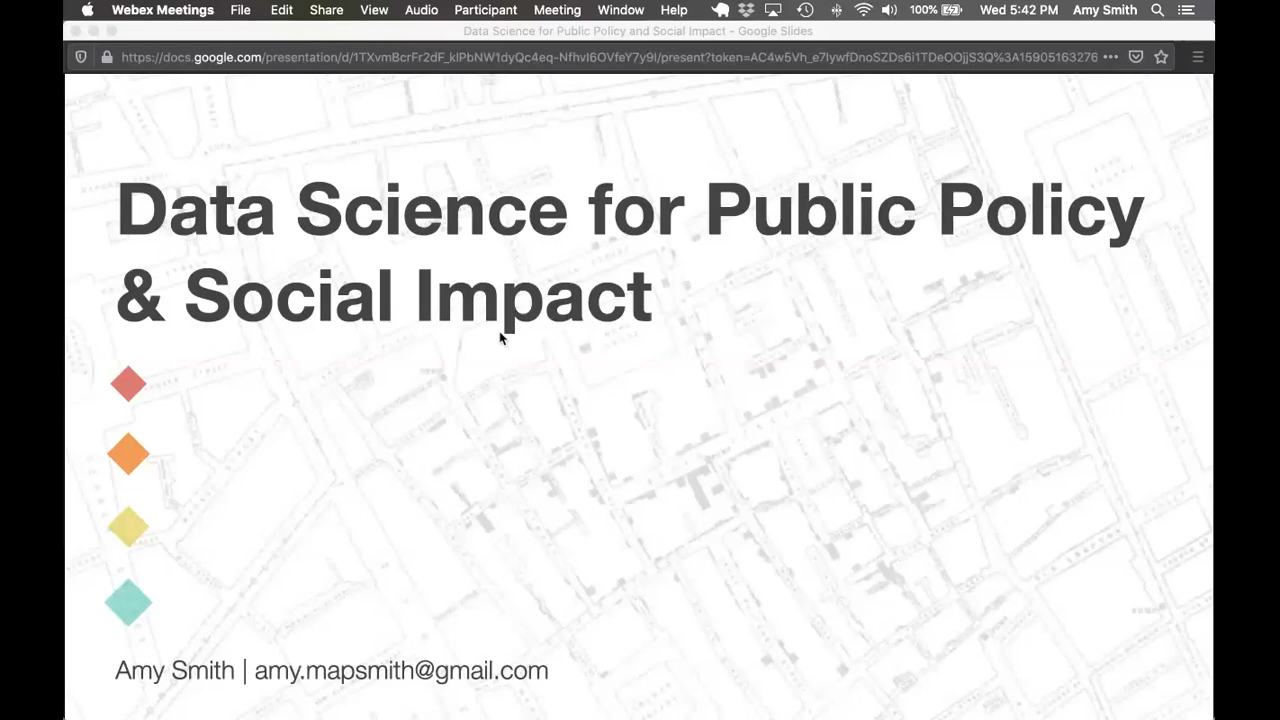 Webex Meetings File Edit Share View Audio Participant Meeting Window Help 100% Wed 5:42 PM Amy Smith
Data Science for Public Policy and Social Impact - Google Slides
Data Science for Public Policy
& Social Impact
Amy Smith | amy.mapsmith@gmail.com